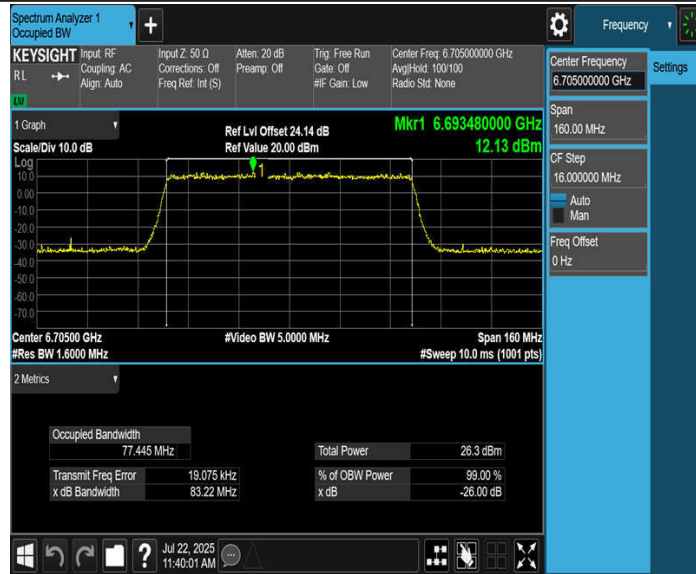 Spectrum Analyzer 1
Occupied BW
+
Frequency
KEYSIGHT
RL
LXI
Input: RF
Coupling: AC
Align: Auto
Input Z: 50 Ω
Corrections: Off
Freq Ref: Int (S)
Atten: 20 dB
Preamp: Off
Trig: Free Run
Gate: Off
#IF Gain: Low
Center Freq: 6.705000000 GHz
Avg|Hold: 100/100
Radio Std: None
Center Frequency
6.705000000 GHz
Settings
Span
160.00 MHz
CF Step
16.000000 MHz
Auto
Man
Freq Offset
0 Hz
1 Graph
Scale/Div 10.0 dB
Ref Lvl Offset 24.14 dB
Ref Value 20.00 dBm
Mkr1 6.693480000 GHz
12.13 dBm
Log
10.0
0.00
-10.0
-20.0
-30.0
-40.0
-50.0
-60.0
-70.0
1
Center 6.70500 GHz
#Res BW 1.6000 MHz
#Video BW 5.0000 MHz
Span 160 MHz
#Sweep 10.0 ms (1001 pts)
2 Metrics
Occupied Bandwidth
77.445 MHz
Total Power 26.3 dBm
Transmit Freq Error 19.075 kHz
% of OBW Power 99.00 %
x dB Bandwidth 83.22 MHz
x dB -26.00 dB
?
Jul 22, 2025
11:40:01 AM